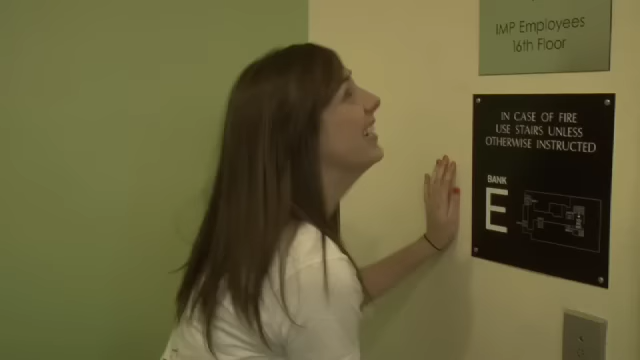 IMP Employees
16th Floor
IN CASE OF FIRE
USE STAIRS UNLESS
OTHERWISE INSTRUCTED
BANK
E